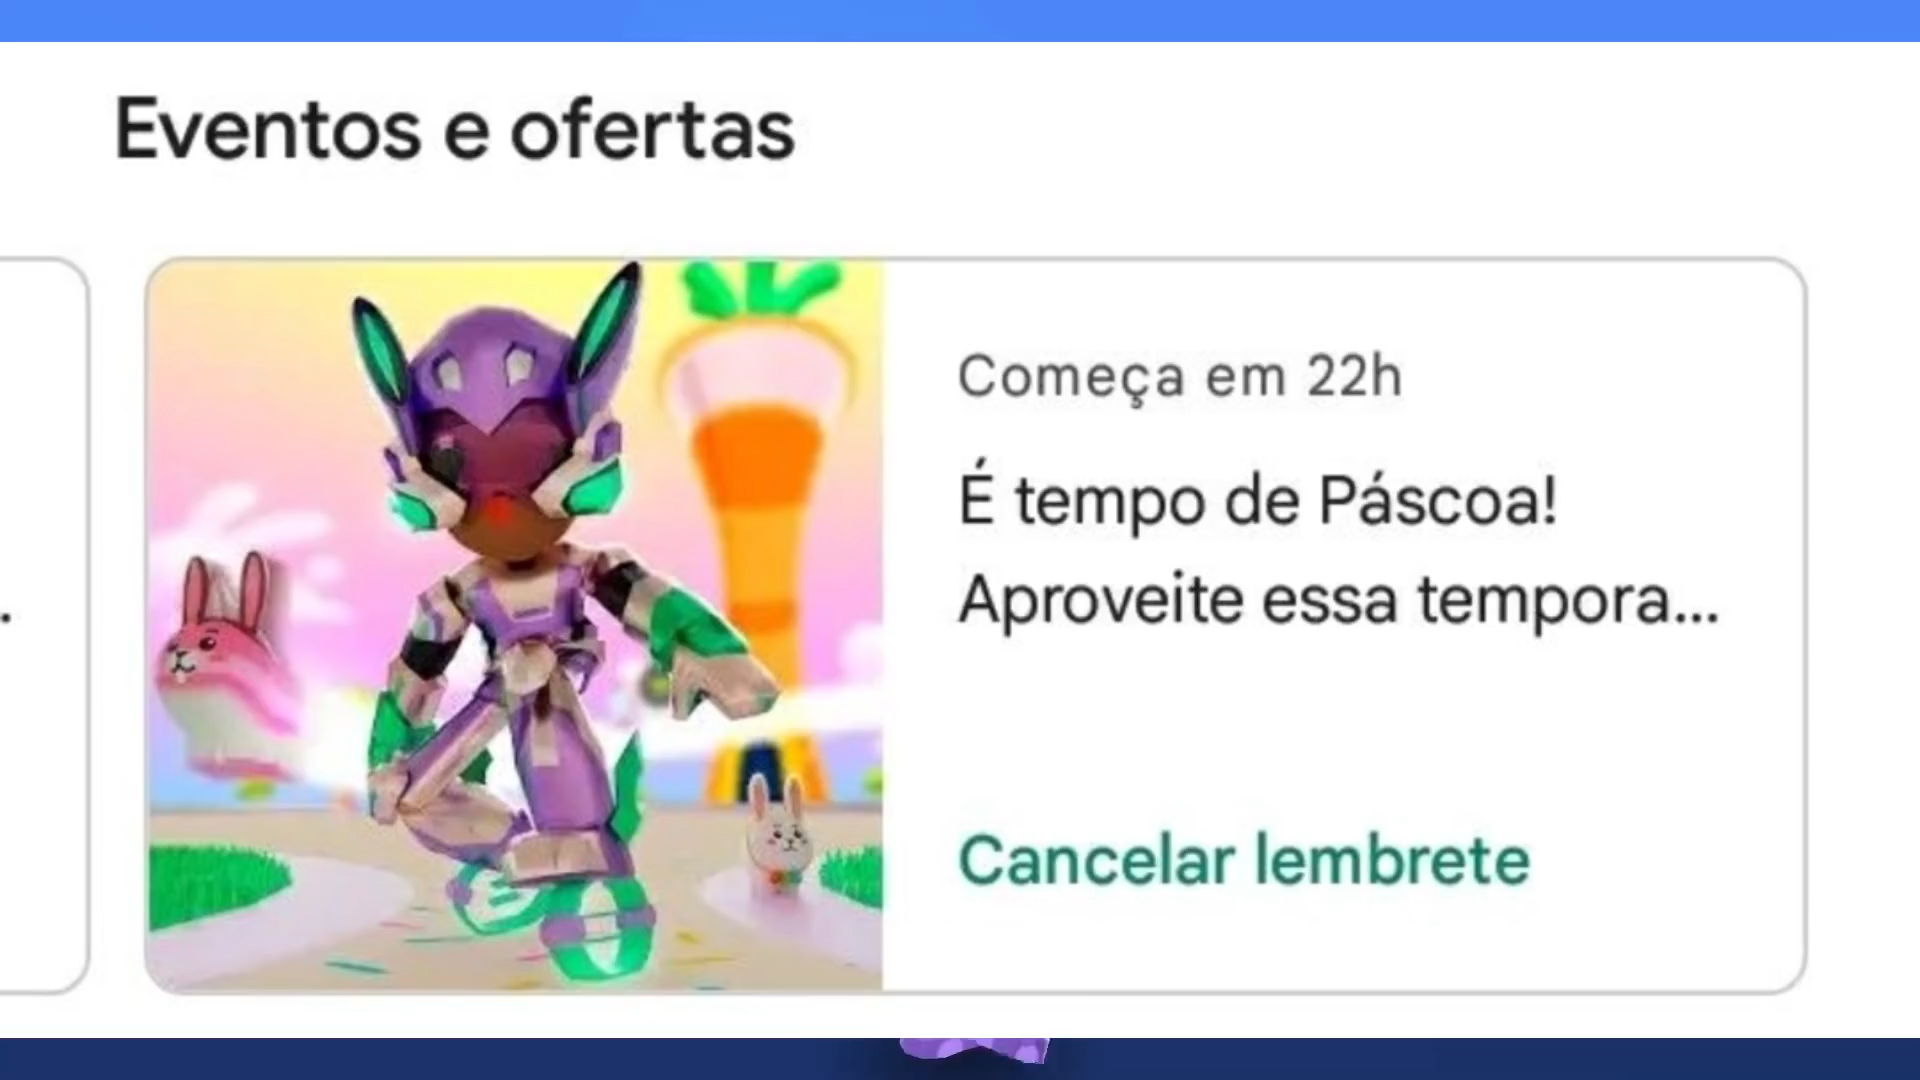 Eventos e ofertas
Começa em 22h
É tempo de Páscoa!
Aproveite essa tempora...
Cancelar lembrete